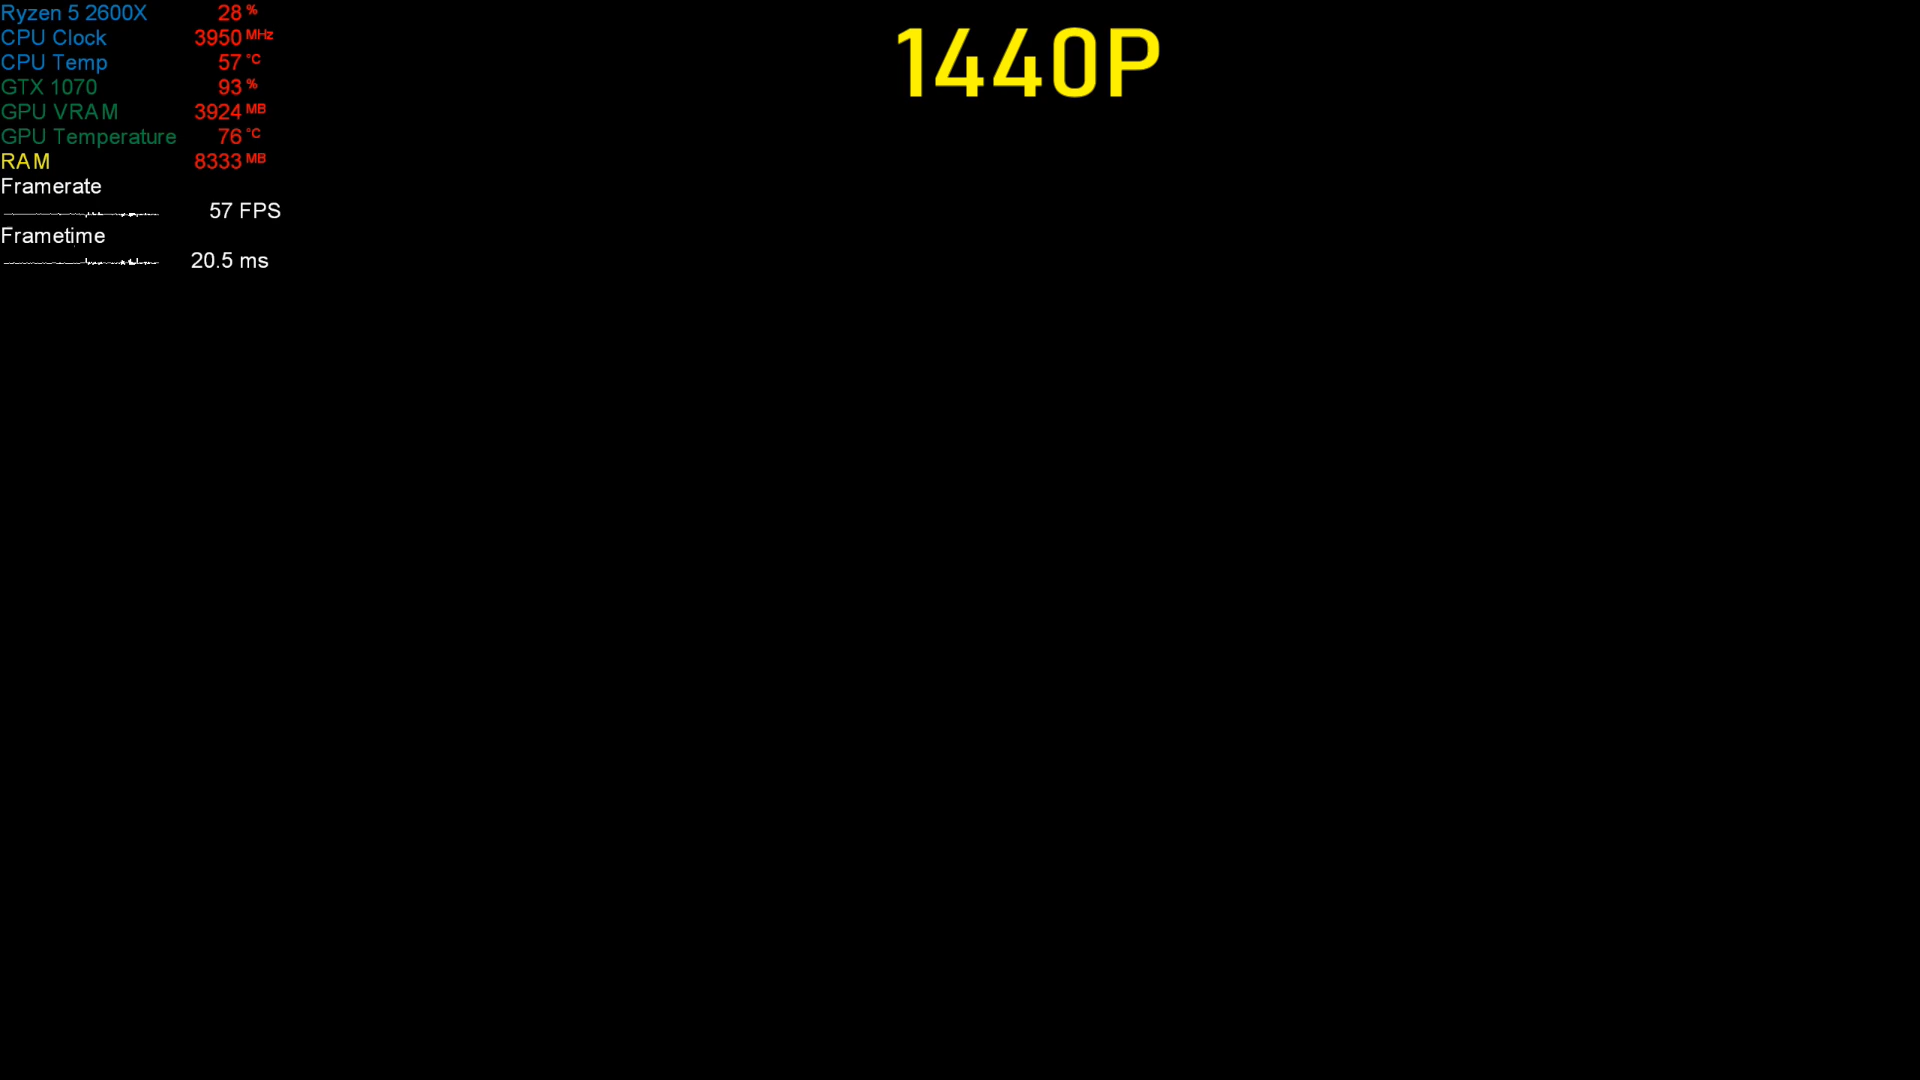 Ryzen 5 2600X 28 %
CPU Clock 3950 MHz
CPU Temp 57 °C
GTX 1070 93 %
GPU VRAM 3924 MB
GPU Temperature 76 °C
RAM 8333 MB
Framerate
57 FPS
Frametime
20.5 ms
1440P